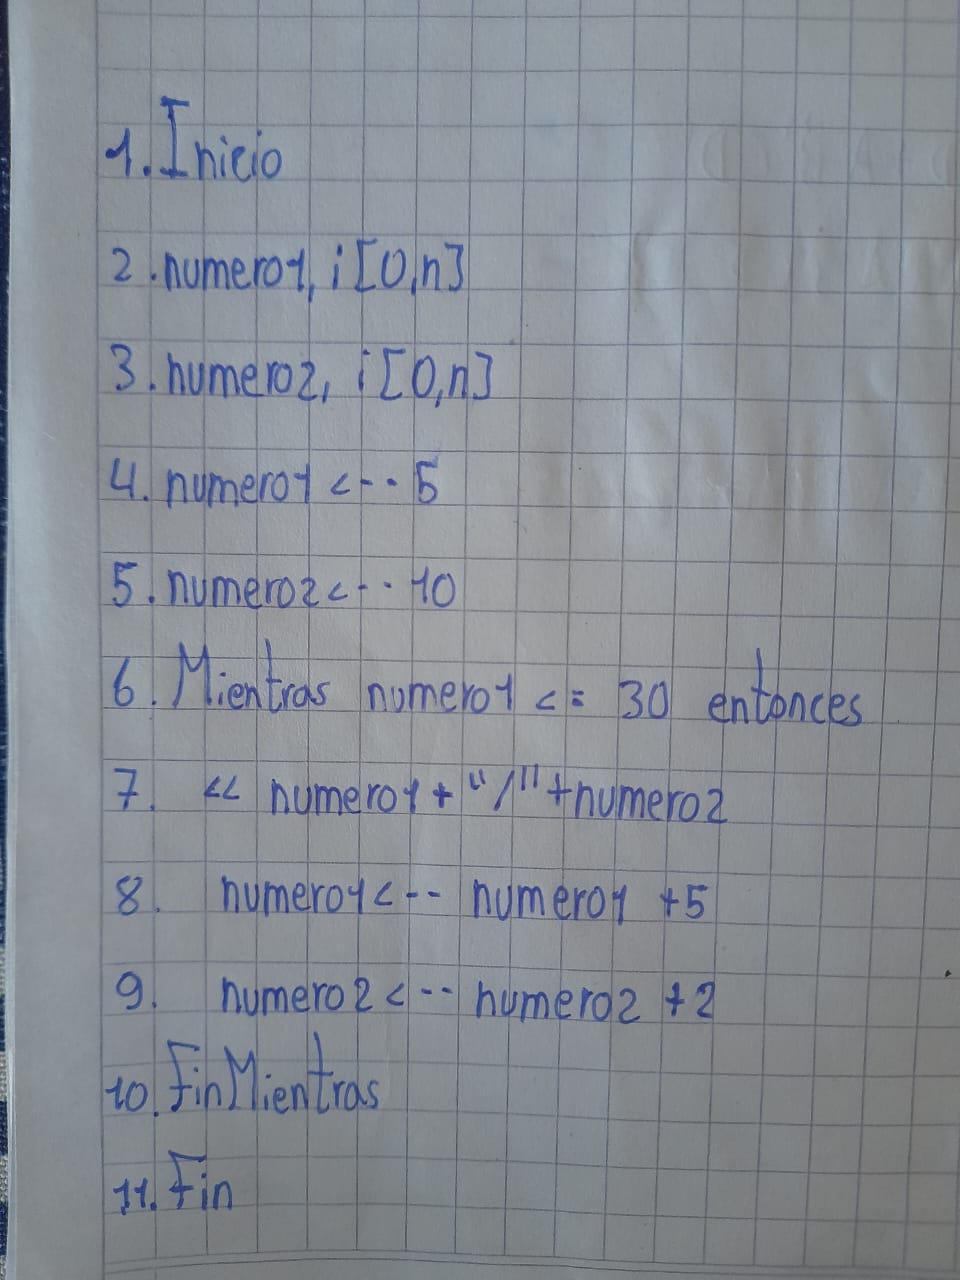 1. Inicio
2. numero1, i [0,n]
3. numero2, i [0,n]
4. numero1 <-- 5
5. numero2 <-- 10
6. Mientras numero1 <= 30 entonces
7. << numero1 + "/" + numero2
8. numero1 <-- numero1 +5
9. numero2 <-- numero2 +2
10. FinMientras
11. Fin